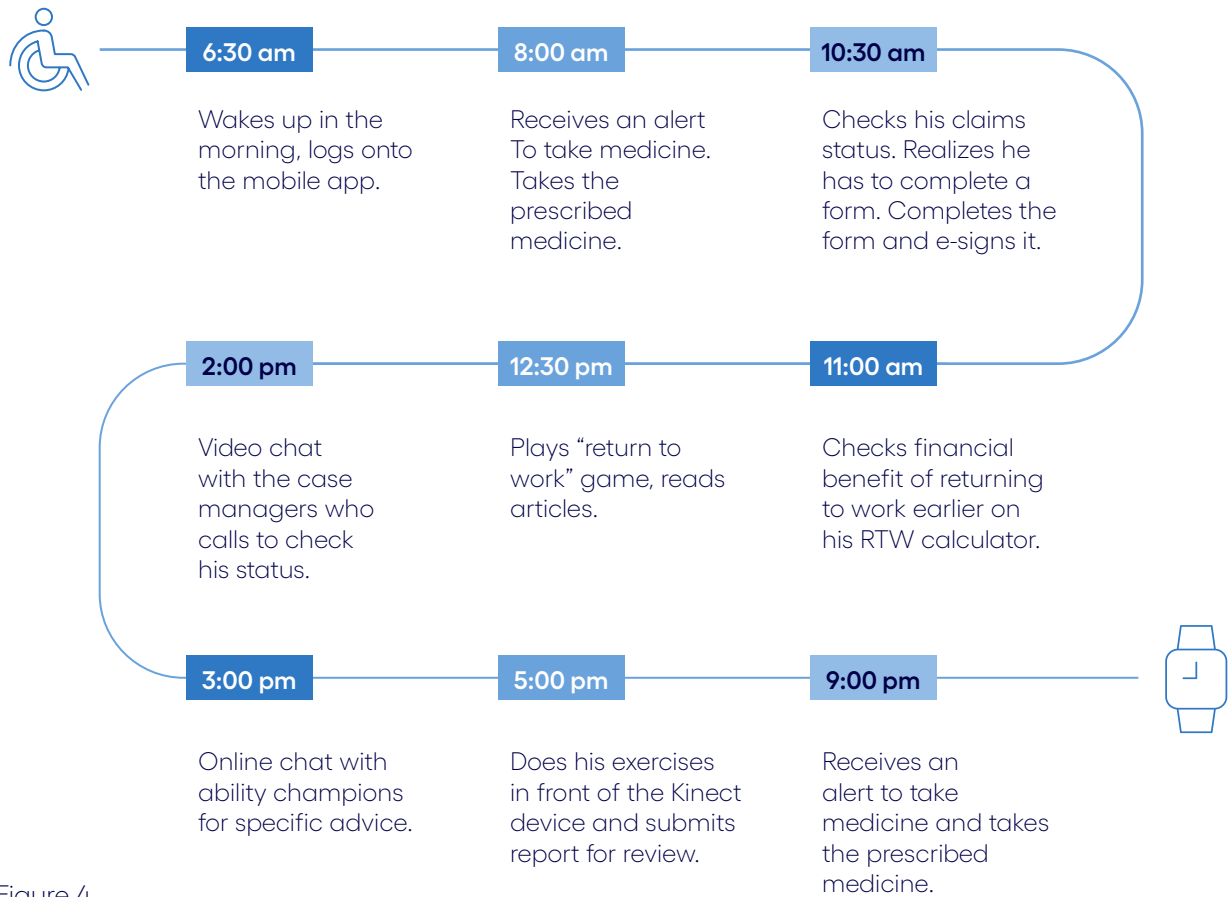 6:30 am
Wakes up in the
morning, logs onto
the mobile app.
8:00 am
Receives an alert
To take medicine.
Takes the
prescribed
medicine.
10:30 am
Checks his claims
status. Realizes he
has to complete a
form. Completes the
form and e-signs it.
11:00 am
Checks financial
benefit of returning
to work earlier on
his RTW calculator.
12:30 pm
Plays “return to
work” game, reads
articles.
2:00 pm
Video chat
with the case
managers who
calls to check
his status.
3:00 pm
Online chat with
ability champions
for specific advice.
5:00 pm
Does his exercises
in front of the Kinect
device and submits
report for review.
9:00 pm
Receives an
alert to take
medicine and takes
the prescribed
medicine.
Figure 4